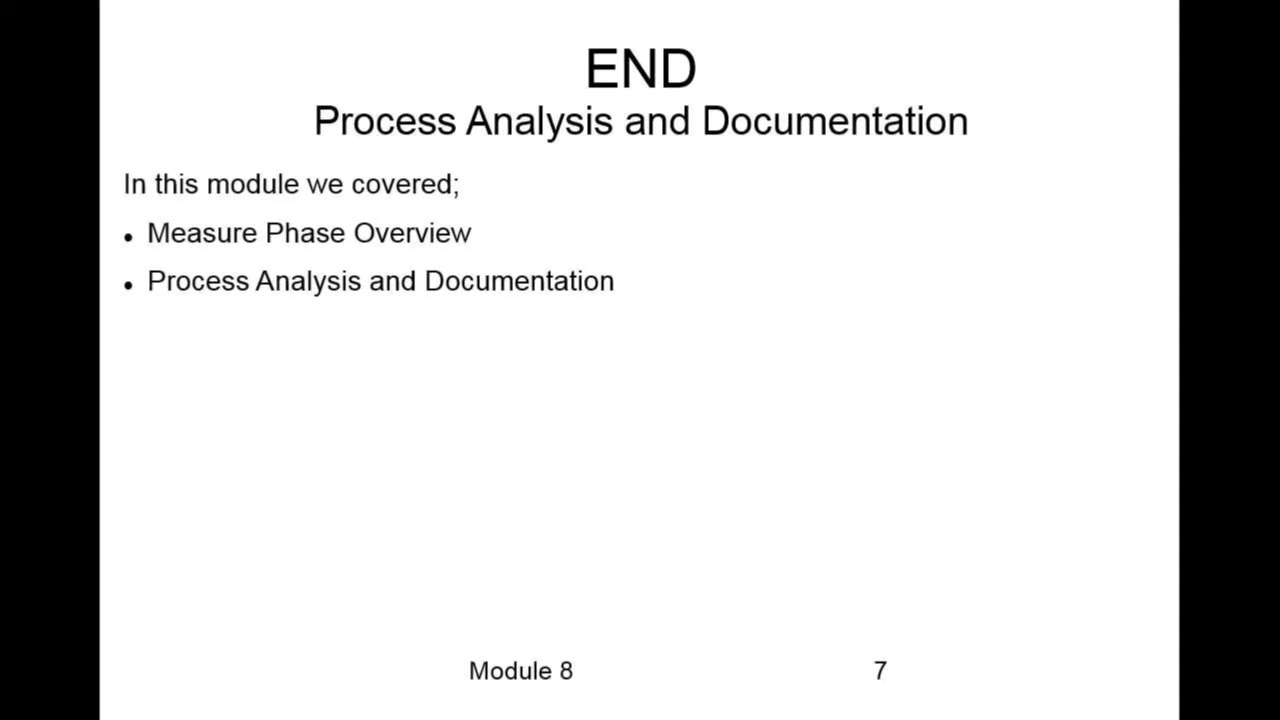 END
Process Analysis and Documentation
In this module we covered;
• Measure Phase Overview
• Process Analysis and Documentation
Module 8 7